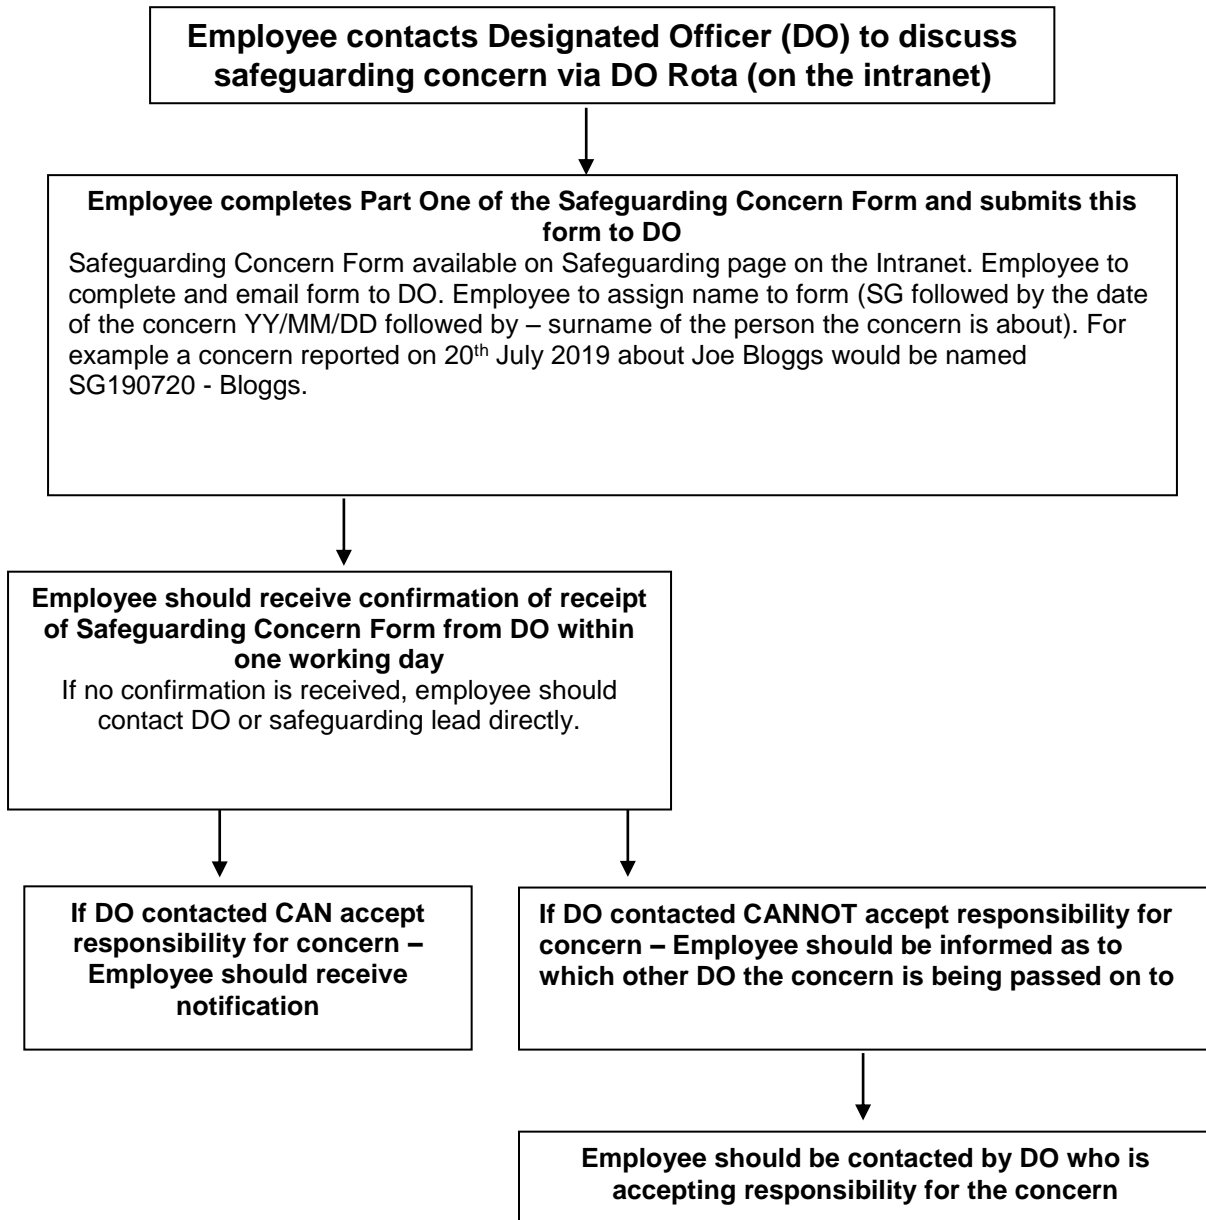 Employee contacts Designated Officer (DO) to discuss
safeguarding concern via DO Rota (on the intranet)
Employee completes Part One of the Safeguarding Concern Form and submits this
form to DO
Safeguarding Concern Form available on Safeguarding page on the Intranet. Employee to
complete and email form to DO. Employee to assign name to form (SG followed by the date
of the concern YY/MM/DD followed by – surname of the person the concern is about). For
example a concern reported on 20th July 2019 about Joe Bloggs would be named
SG190720 - Bloggs.
Employee should receive confirmation of receipt
of Safeguarding Concern Form from DO within
one working day
If no confirmation is received, employee should
contact DO or safeguarding lead directly.
If DO contacted CAN accept
responsibility for concern –
Employee should receive
notification
If DO contacted CANNOT accept responsibility for
concern – Employee should be informed as to
which other DO the concern is being passed on to
Employee should be contacted by DO who is
accepting responsibility for the concern